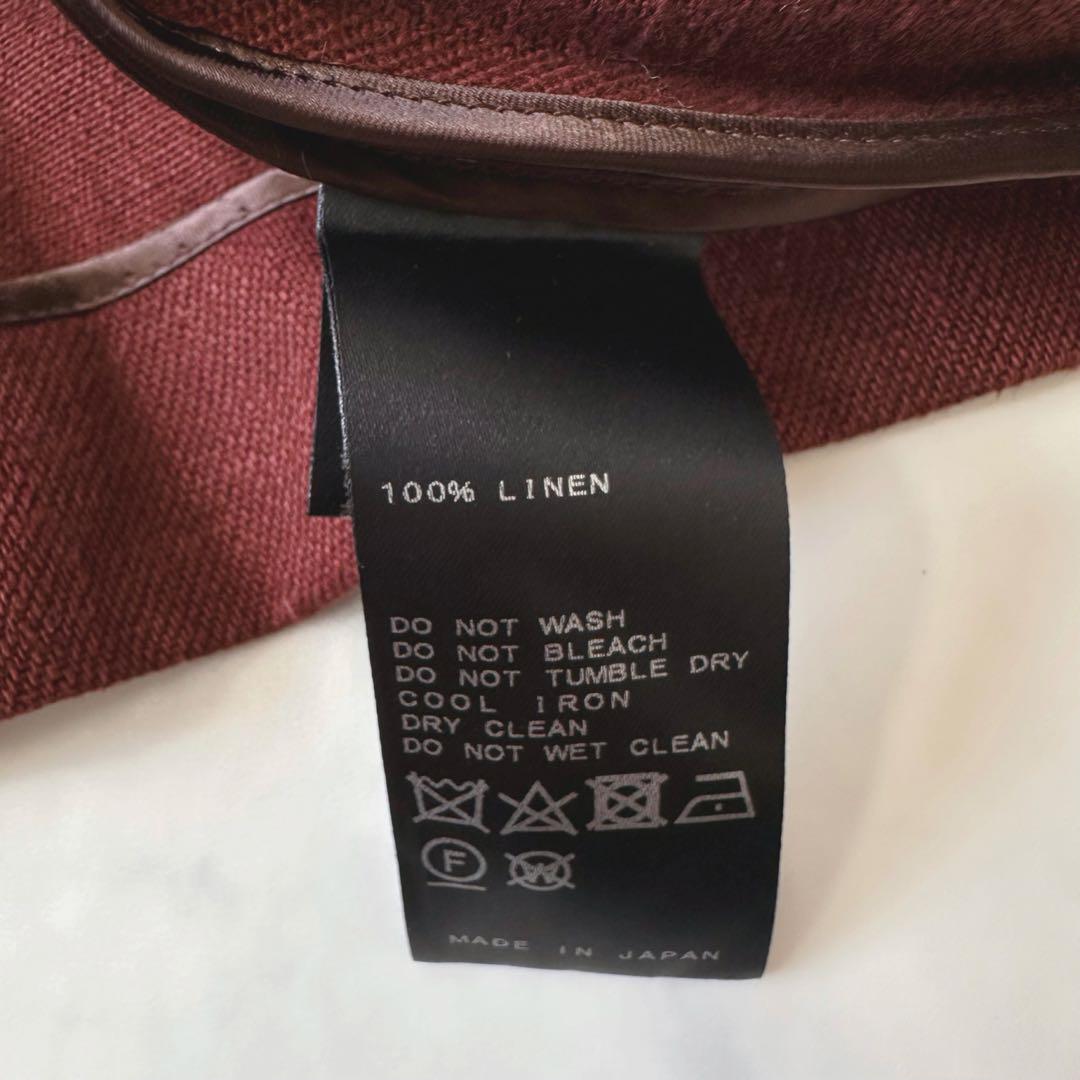 100% LINEN
DO NOT WASH
DO NOT BLEACH
DO NOT TUMBLE DRY
COOL IRON
DRY CLEAN
DO NOT WET CLEAN
F W
MADE IN JAPAN